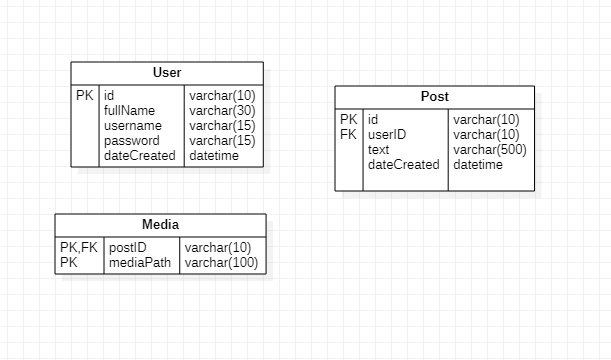 User
PK id varchar(10)
fullName varchar(30)
username varchar(15)
password varchar(15)
dateCreated datetime
Post
PK id varchar(10)
FK userID varchar(10)
text varchar(500)
dateCreated datetime
Media
PK,FK postID varchar(10)
PK mediaPath varchar(100)